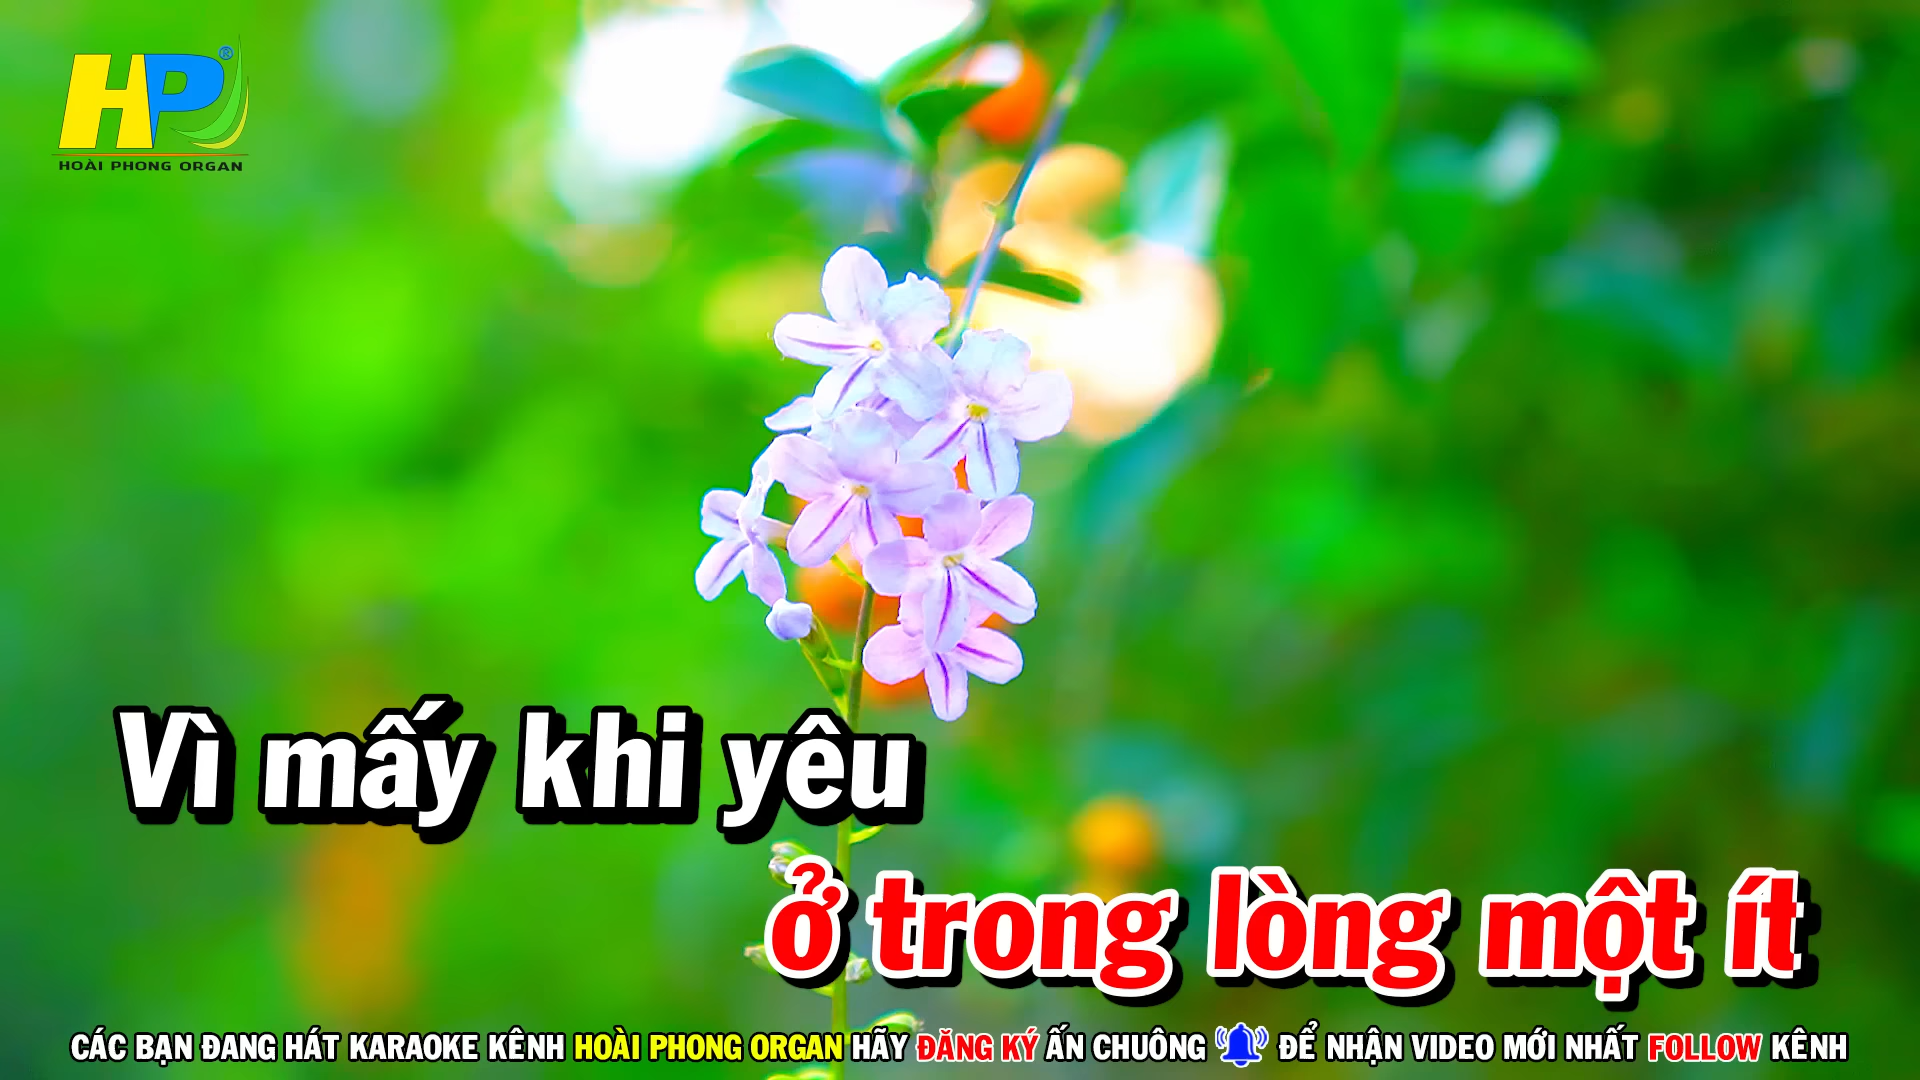 HP®
HOÀI PHONG ORGAN
Vì mấy khi yêu
ở trong lòng một ít
CÁC BẠN ĐANG HÁT KARAOKE KÊNH HOÀI PHONG ORGAN HÃY ĐĂNG KÝ ẤN CHUÔNG ĐỂ NHẬN VIDEO MỚI NHẤT FOLLOW KÊNH